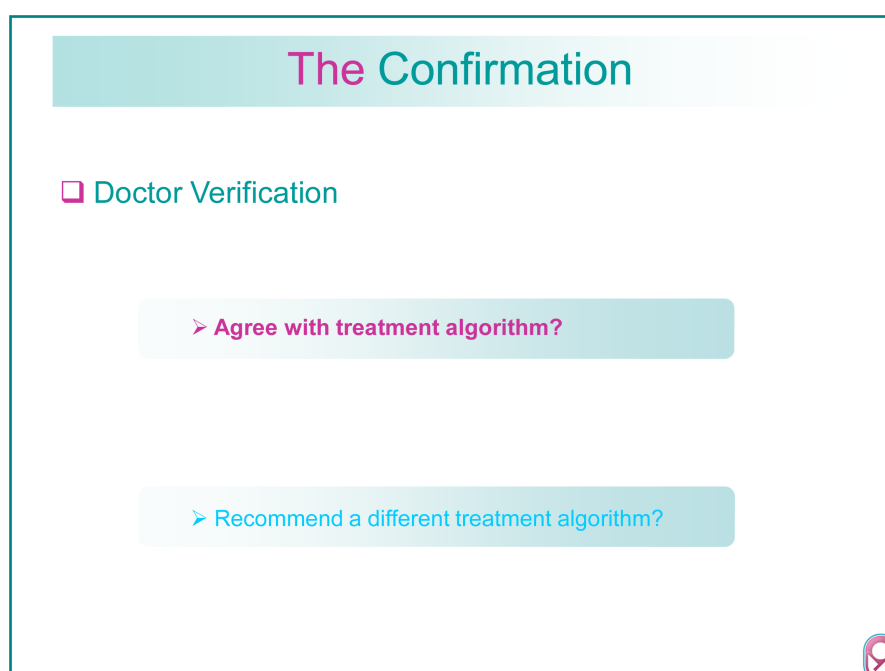 The Confirmation
Doctor Verification
Agree with treatment algorithm?
Recommend a different treatment algorithm?